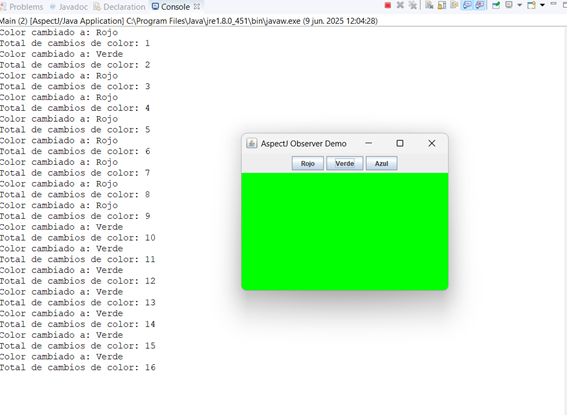 Problems Javadoc Declaration Console
Main (2) [AspectJ/Java Application] C:\Program Files\Java\jre1.8.0_451\bin\javaw.exe (9 jun. 2025 12:04:28)
Color cambiado a: Rojo
Total de cambios de color: 1
Color cambiado a: Verde
Total de cambios de color: 2
Color cambiado a: Rojo
Total de cambios de color: 3
Color cambiado a: Rojo
Total de cambios de color: 4
Color cambiado a: Rojo
Total de cambios de color: 5
Color cambiado a: Rojo
Total de cambios de color: 6
Color cambiado a: Rojo
Total de cambios de color: 7
Color cambiado a: Rojo
Total de cambios de color: 8
Color cambiado a: Rojo
Total de cambios de color: 9
Color cambiado a: Verde
Total de cambios de color: 10
Color cambiado a: Verde
Total de cambios de color: 11
Color cambiado a: Verde
Total de cambios de color: 12
Color cambiado a: Verde
Total de cambios de color: 13
Color cambiado a: Verde
Total de cambios de color: 14
Color cambiado a: Verde
Total de cambios de color: 15
Color cambiado a: Verde
Total de cambios de color: 16
AspectJ Observer Demo
Rojo Verde Azul